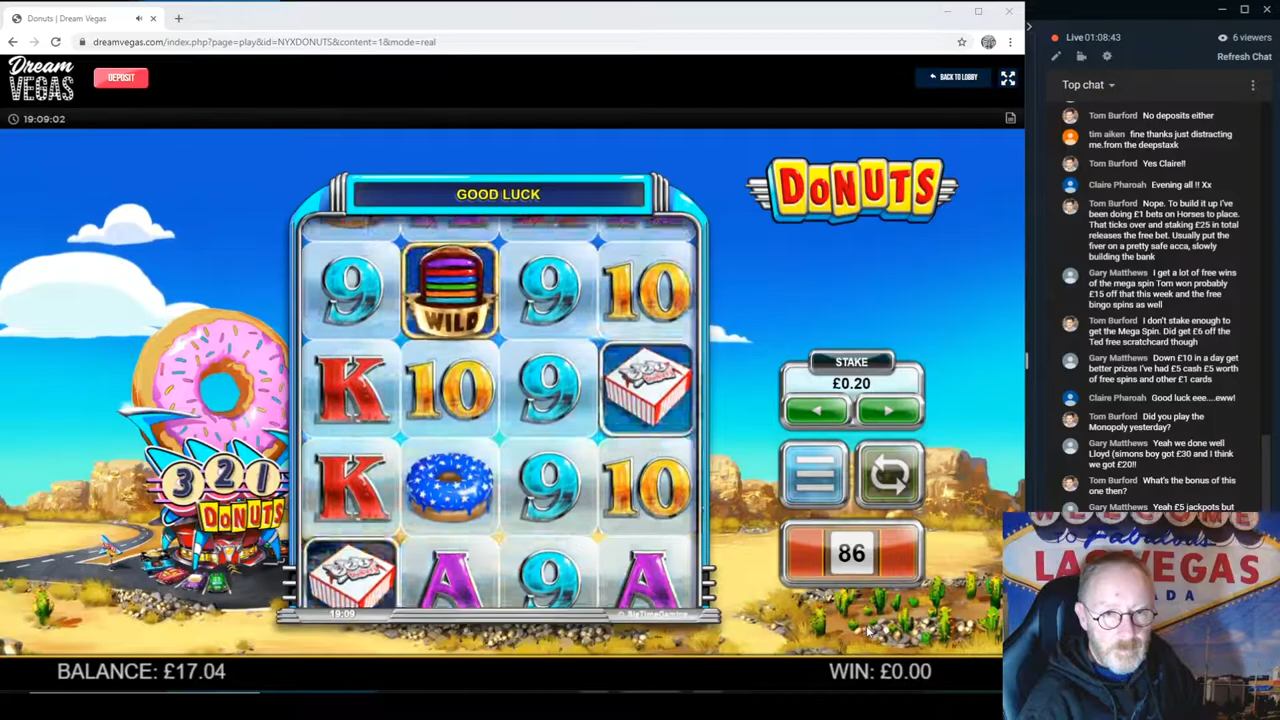 Donuts | Dream Vegas
dreamvegas.com/index.php?page=play&id=NYXDONUTS&content=1&mode=real
Dream
VEGAS
DEPOSIT
BACK TO LOBBY
19:09:02
DONUTS
GOOD LUCK
9 9 10
WILD
K 10 9
K 9 10
A 9 A
321
DONUTS
STAKE
£0.20
86
19:09
BigTimeGaming
BALANCE: £17.04
WIN: £0.00
Live 01:08:43
6 viewers
Refresh Chat
Top chat
Tom Burford No deposits either
tim aiken fine thanks just distracting
me.from the deepstaxk
Tom Burford Yes Claire!!
Claire Pharoah Evening all !! Xx
Tom Burford Nope. To build it up I've
been doing £1 bets on Horses to place.
That ticks over and staking £25 in total
releases the free bet. Usually put the
fiver on a pretty safe acca, slowly
building the bank
Gary Matthews I get a lot of free wins
of the mega spin Tom won probably
£15 off that this week and the free
bingo spins as well
Tom Burford I don't stake enough to
get the Mega Spin. Did get £6 off the
Ted free scratchcard though
Gary Matthews Down £10 in a day get
better prizes I've had £5 cash £5 worth
of free spins and other £1 cards
Claire Pharoah Good luck eee....eww!
Tom Burford Did you play the
Monopoly yesterday?
Gary Matthews Yeah we done well
Lloyd (simons boy got £30 and I think
we got £20!!
Tom Burford What's the bonus of this
one then?
Gary Matthews Yeah £5 jackpots but
WELCOME
to Fabulous
LAS VEGAS
ADA